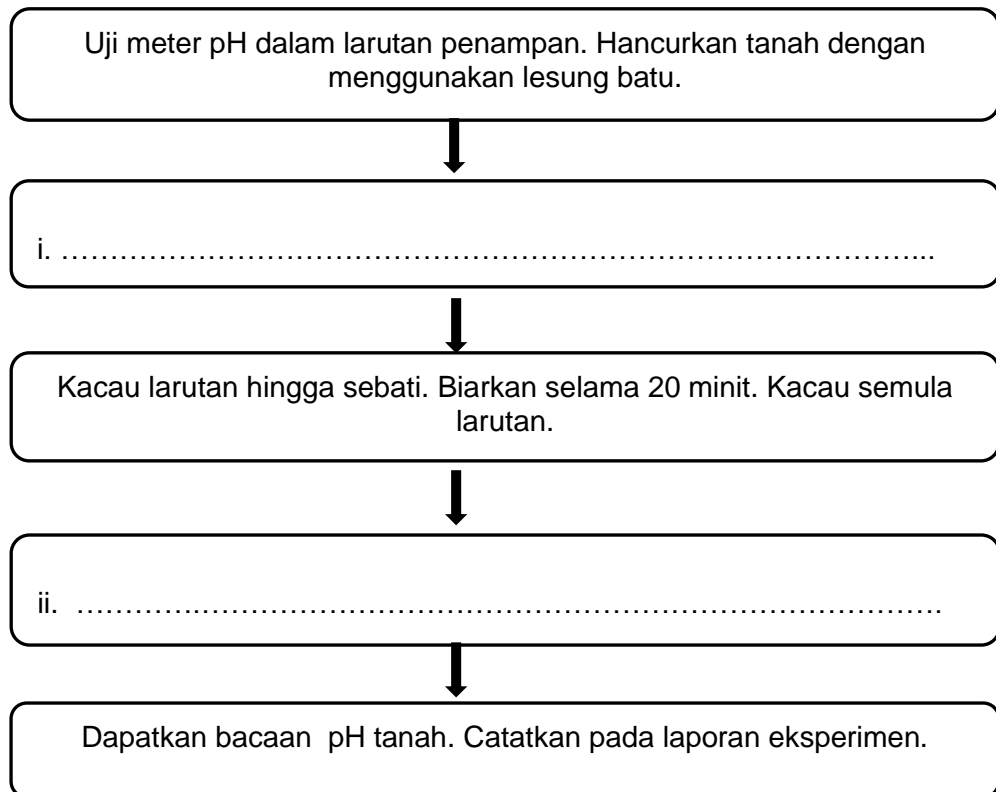 Uji meter pH dalam larutan penampan. Hancurkan tanah dengan
menggunakan lesung batu.
i. ……………………………………………………………………………………...
Kacau larutan hingga sebati. Biarkan selama 20 minit. Kacau semula
larutan.
ii. …………..……………………………………………………………………….
Dapatkan bacaan pH tanah. Catatkan pada laporan eksperimen.